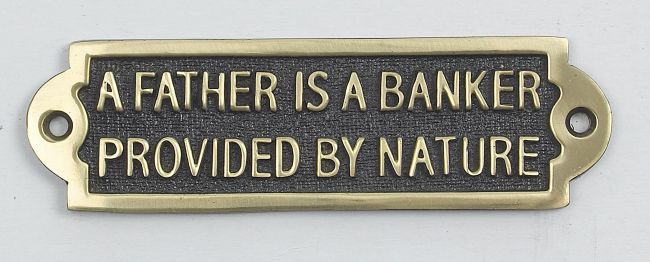 A FATHER IS A BANKER
PROVIDED BY NATURE